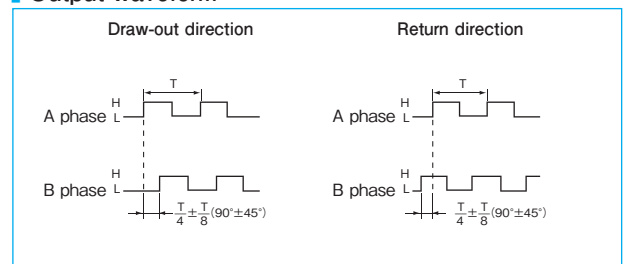 Output waveform
Draw-out direction
Return direction
T
H
A phase L
H
B phase L
T/4±T/8(90°±45°)
T
H
A phase L
H
B phase L
T/4±T/8(90°±45°)